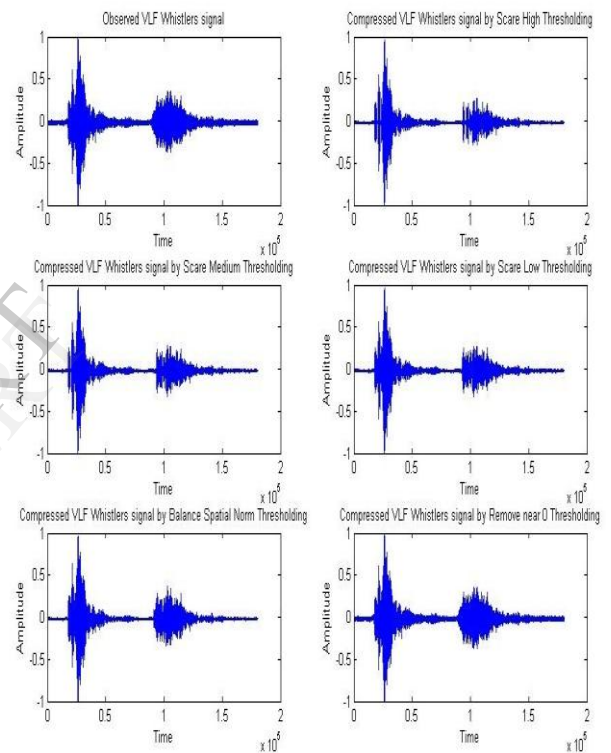 Observed VLF Whistlers signal
1
0.5
0
-0.5
-1
Amplitude
0
0.5
1
1.5
2
Time
x 10^5
Compressed VLF Whistlers signal by Scare High Thresholding
1
0.5
0
-0.5
-1
Amplitude
0
0.5
1
1.5
2
Time
x 10^5
Compressed VLF Whistlers signal by Scare Medium Thresholding
1
0.5
0
-0.5
-1
Amplitude
0
0.5
1
1.5
2
Time
x 10^5
Compressed VLF Whistlers signal by Scare Low Thresholding
1
0.5
0
-0.5
-1
Amplitude
0
0.5
1
1.5
2
Time
x 10^5
Compressed VLF Whistlers signal by Balance Spatial Norm Thresholding
1
0.5
0
-0.5
-1
Amplitude
0
0.5
1
1.5
2
Time
x 10^5
Compressed VLF Whistlers signal by Remove near 0 Thresholding
1
0.5
0
-0.5
-1
Amplitude
0
0.5
1
1.5
2
Time
x 10^5